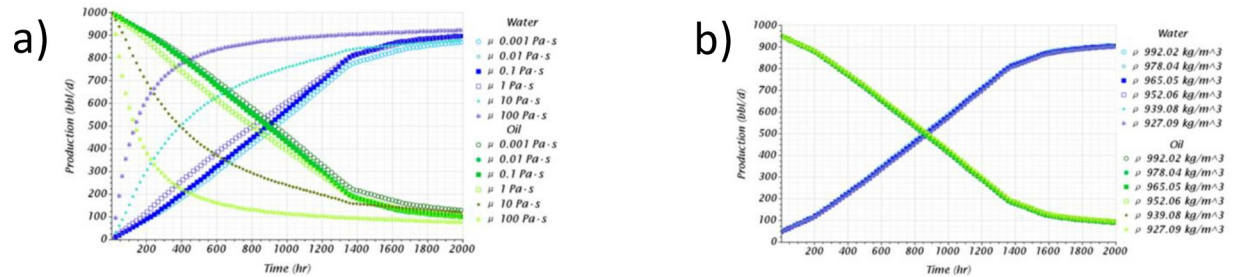 a)
Production (bbl/d)
1000
900
800
700
600
500
400
300
200
100
0
200 400 600 800 1000 1200 1400 1600 1800 2000
Time (hr)
Water
μ 0.001 Pa·s
μ 0.01 Pa·s
μ 0.1 Pa·s
μ 1 Pa·s
μ 10 Pa·s
μ 100 Pa·s
Oil
μ 0.001 Pa·s
μ 0.01 Pa·s
μ 0.1 Pa·s
μ 1 Pa·s
μ 10 Pa·s
μ 100 Pa·s
b)
Production (bbl/d)
1000
900
800
700
600
500
400
300
200
100
0
0 200 400 600 800 1000 1200 1400 1600 1800 2000
Time (hr)
Water
ρ 992.02 kg/m^3
ρ 978.04 kg/m^3
ρ 965.05 kg/m^3
ρ 952.06 kg/m^3
ρ 939.08 kg/m^3
ρ 927.09 kg/m^3
Oil
ρ 992.02 kg/m^3
ρ 978.04 kg/m^3
ρ 965.05 kg/m^3
ρ 952.06 kg/m^3
ρ 939.08 kg/m^3
ρ 927.09 kg/m^3